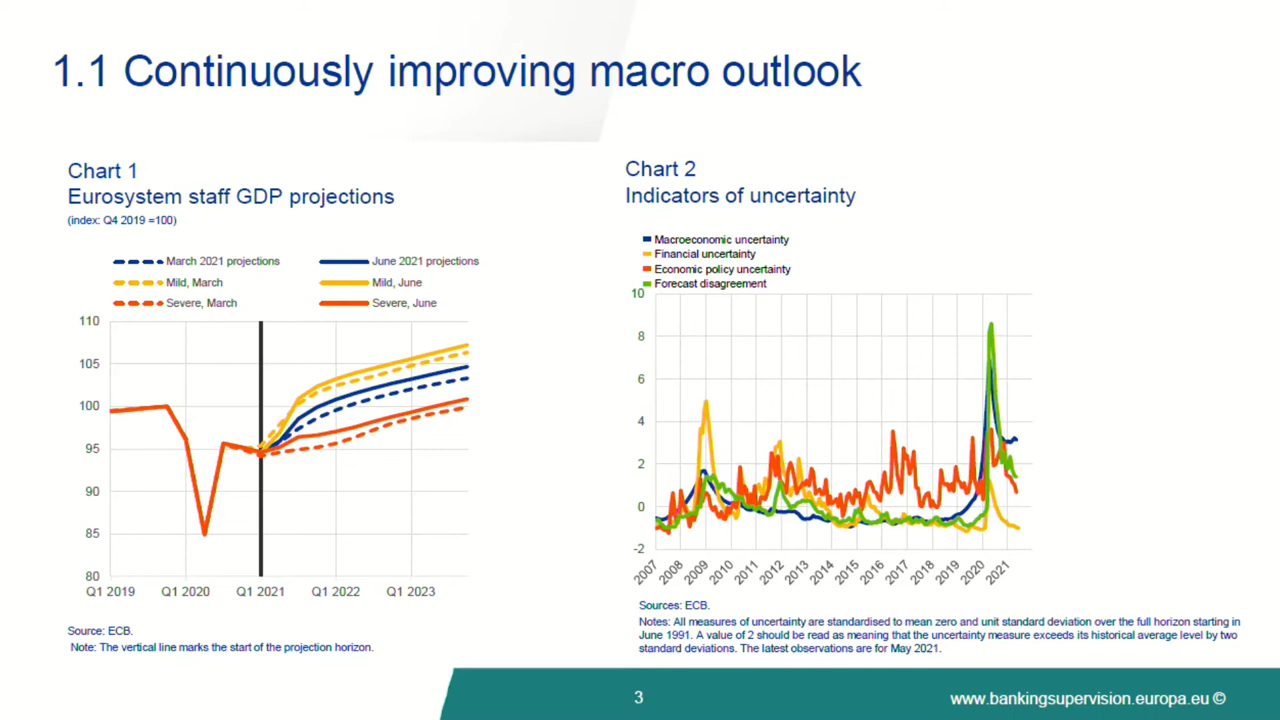 1.1 Continuously improving macro outlook
Chart 1
Eurosystem staff GDP projections
(index: Q4 2019 =100)
March 2021 projections
June 2021 projections
Mild, March
Mild, June
Severe, March
Severe, June
110
105
100
95
90
85
80
Q1 2019
Q1 2020
Q1 2021
Q1 2022
Q1 2023
Source: ECB.
Note: The vertical line marks the start of the projection horizon.
Chart 2
Indicators of uncertainty
Macroeconomic uncertainty
Financial uncertainty
Economic policy uncertainty
Forecast disagreement
10
8
6
4
2
0
-2
2007
2008
2009
2010
2011
2012
2013
2014
2015
2016
2017
2018
2019
2020
2021
Sources: ECB.
Notes: All measures of uncertainty are standardised to mean zero and unit standard deviation over the full horizon starting in
June 1991. A value of 2 should be read as meaning that the uncertainty measure exceeds its historical average level by two
standard deviations. The latest observations are for May 2021.
3
www.bankingsupervision.europa.eu ©